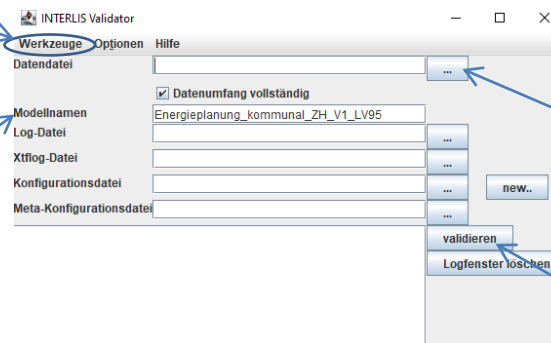 INTERLIS Validator
Werkzeuge Optionen Hilfe
Datendatei ...
Datenumfang vollständig
Modellnamen Energieplanung_kommunal_ZH_V1_LV95
Log-Datei ...
Xtflog-Datei ...
Konfigurationsdatei ... new..
Meta-Konfigurationsdatei ...
validieren
Logfenster löschen